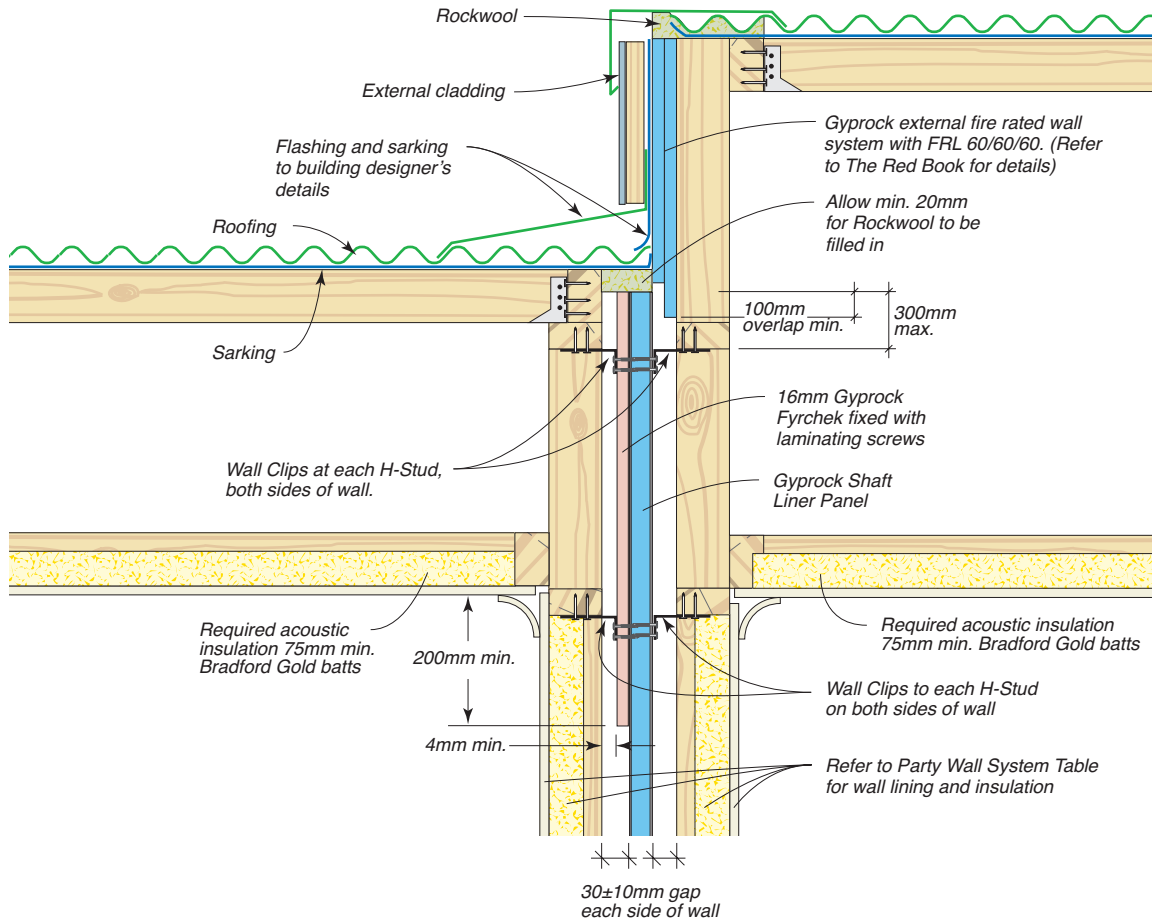 Rockwool
External cladding
Flashing and sarking
to building designer's
details
Roofing
Sarking
Gyprock external fire rated wall
system with FRL 60/60/60. (Refer
to The Red Book for details)
Allow min. 20mm
for Rockwool to be
filled in
100mm
overlap min.
300mm
max.
16mm Gyprock
Fyrchek fixed with
laminating screws
Wall Clips at each H-Stud,
both sides of wall.
Gyprock Shaft
Liner Panel
Required acoustic
insulation 75mm min.
Bradford Gold batts
200mm min.
Required acoustic insulation
75mm min. Bradford Gold batts
Wall Clips to each H-Stud
on both sides of wall
4mm min.
Refer to Party Wall System Table
for wall lining and insulation
30±10mm gap
each side of wall